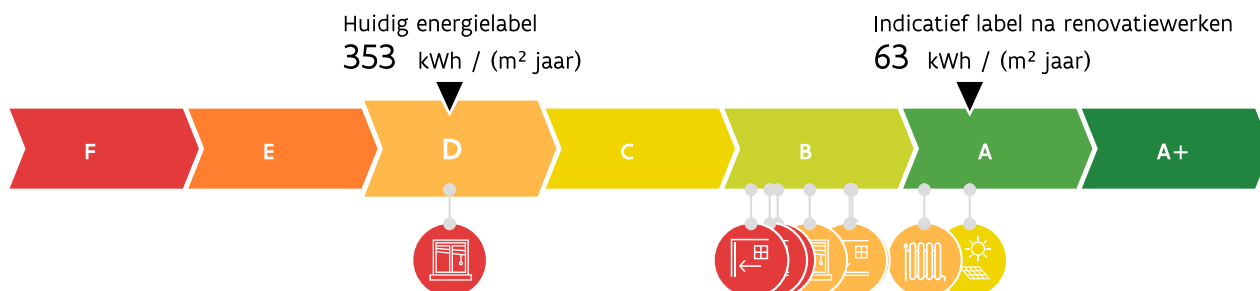 Huidig energielabel
353 kWh / (m² jaar)
Indicatief label na renovatiewerken
63 kWh / (m² jaar)
F E D C B A A+